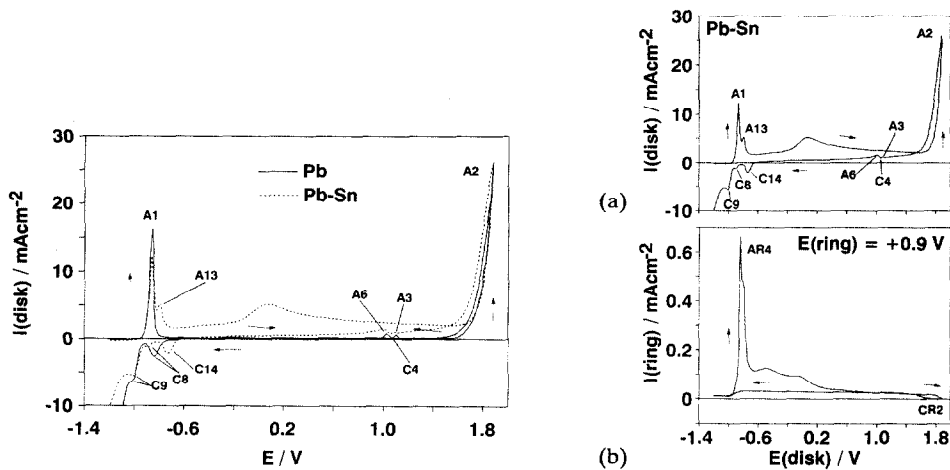 30
20
10
0
-10
I(disk) / mAcm-2
Pb
Pb-Sn
A1
A13
A2
A6
A3
C4
C8
C14
C9
-1.4
-0.6
0.2
1.0
1.8
E / V
(a)
Pb-Sn
30
20
10
0
-10
I(disk) / mAcm-2
A1
A13
A2
A3
A6
C4
C8
C14
C9
(b)
E(ring) = +0.9 V
0.6
0.4
0.2
0
I(ring) / mAcm-2
AR4
CR2
-1.4
-0.6
0.2
1.0
1.8
E(disk) / V